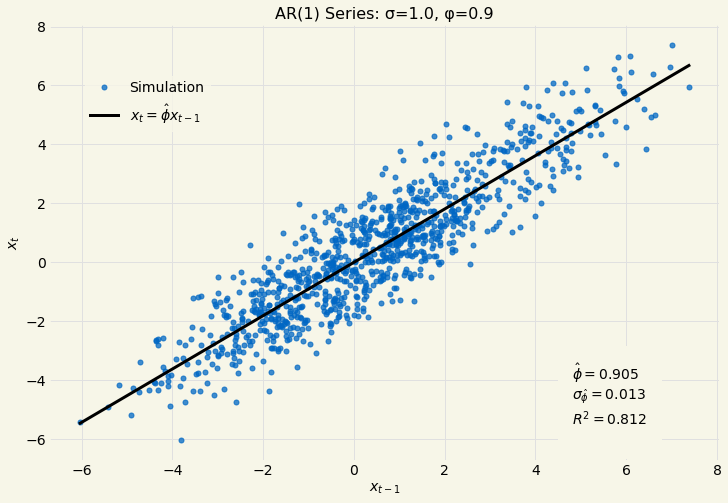 AR(1) Series: σ=1.0, φ=0.9
8
6
4
2
0
−2
−4
−6
x_t
Simulation
x_t = ϕ̂x_{t−1}
ϕ̂ = 0.905
σ_ϕ̂ = 0.013
R² = 0.812
−6 −4 −2 0 2 4 6 8
x_{t−1}